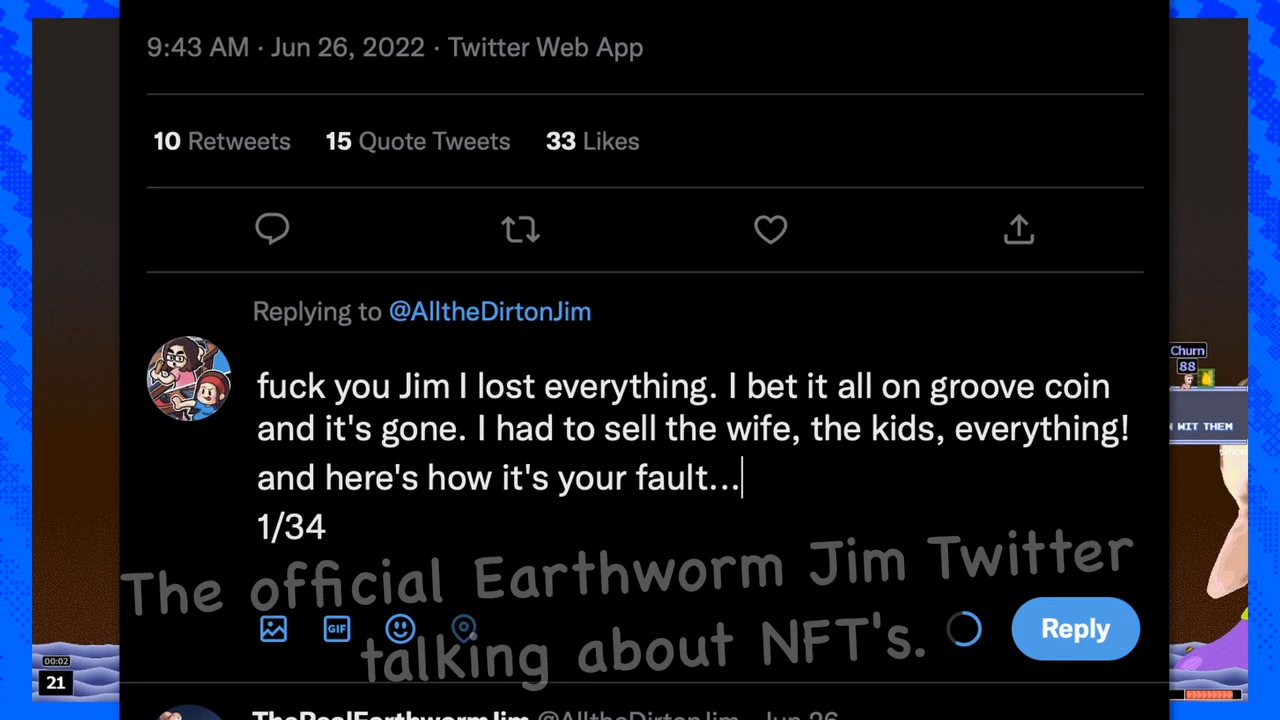 9:43 AM · Jun 26, 2022 · Twitter Web App
10 Retweets 15 Quote Tweets 33 Likes
Replying to @AlltheDirtonJim
fuck you Jim I lost everything. I bet it all on groove coin
and it's gone. I had to sell the wife, the kids, everything!
and here's how it's your fault...
1/34
The official Earthworm Jim Twitter
talking about NFT's.
GIF
Reply
TheRealEarthwormJim @AlltheDirtonJim · Jun 26
Churn
88
WIT THEM
00:02
21